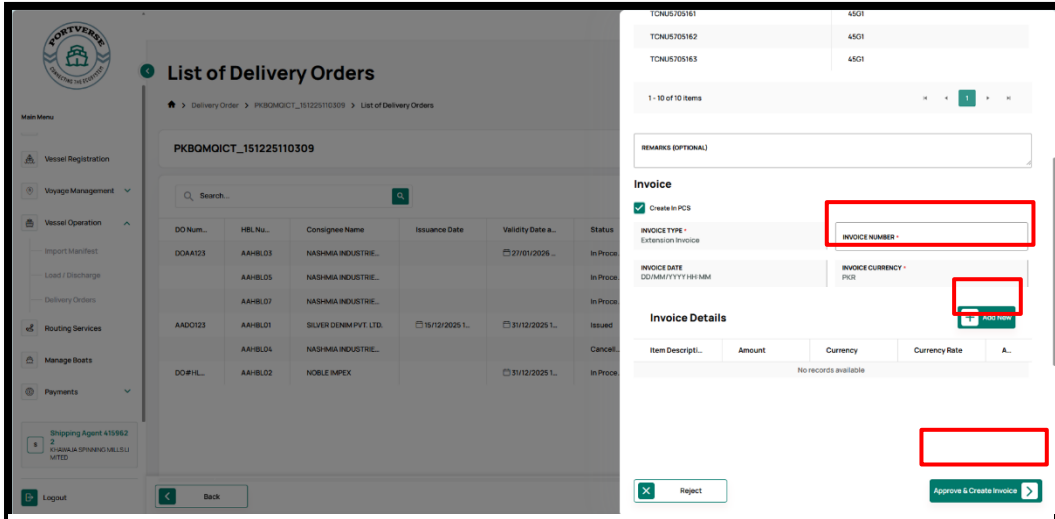 PORTVERSE
CONNECTING THE ECOSYSTEM
Main Menu
Vessel Registration
Voyage Management
Vessel Operation
Import Manifest
Load / Discharge
Delivery Orders
Routing Services
Manage Boats
Payments
S
Shipping Agent 415962
2
KHAWAJA SPINNING MILLS LI
MITED
Logout
List of Delivery Orders
Delivery Order > PKBQMQICT_151225110309 > List of Delivery Orders
PKBQMQICT_151225110309
Search...
DO Num... HBL Nu... Consignee Name Issuance Date Validity Date a... Status
DOAA123 AAHBL03 NASHMIA INDUSTRIE... 27/01/2026 ... In Proce.
AAHBL05 NASHMIA INDUSTRIE... In Proce.
AAHBL07 NASHMIA INDUSTRIE... In Proce.
AADO123 AAHBL01 SILVER DENIM PVT. LTD. 15/12/2025 1... 31/12/2025 1... Issued
AAHBL04 NASHMIA INDUSTRIE... Cancell..
DO#HL... AAHBL02 NOBLE IMPEX 31/12/2025 1... In Proce.
Back
TCNU5705161 45G1
TCNU5705162 45G1
TCNU5705163 45G1
1 - 10 of 10 items 1
REMARKS (OPTIONAL)
Invoice
Create In PCS
INVOICE TYPE * INVOICE NUMBER *
Extension Invoice
INVOICE DATE INVOICE CURRENCY *
DD/MM/YYYY HH:MM PKR
Invoice Details + Add New
Item Descripti... Amount Currency Currency Rate A...
No records available
Reject Approve & Create Invoice